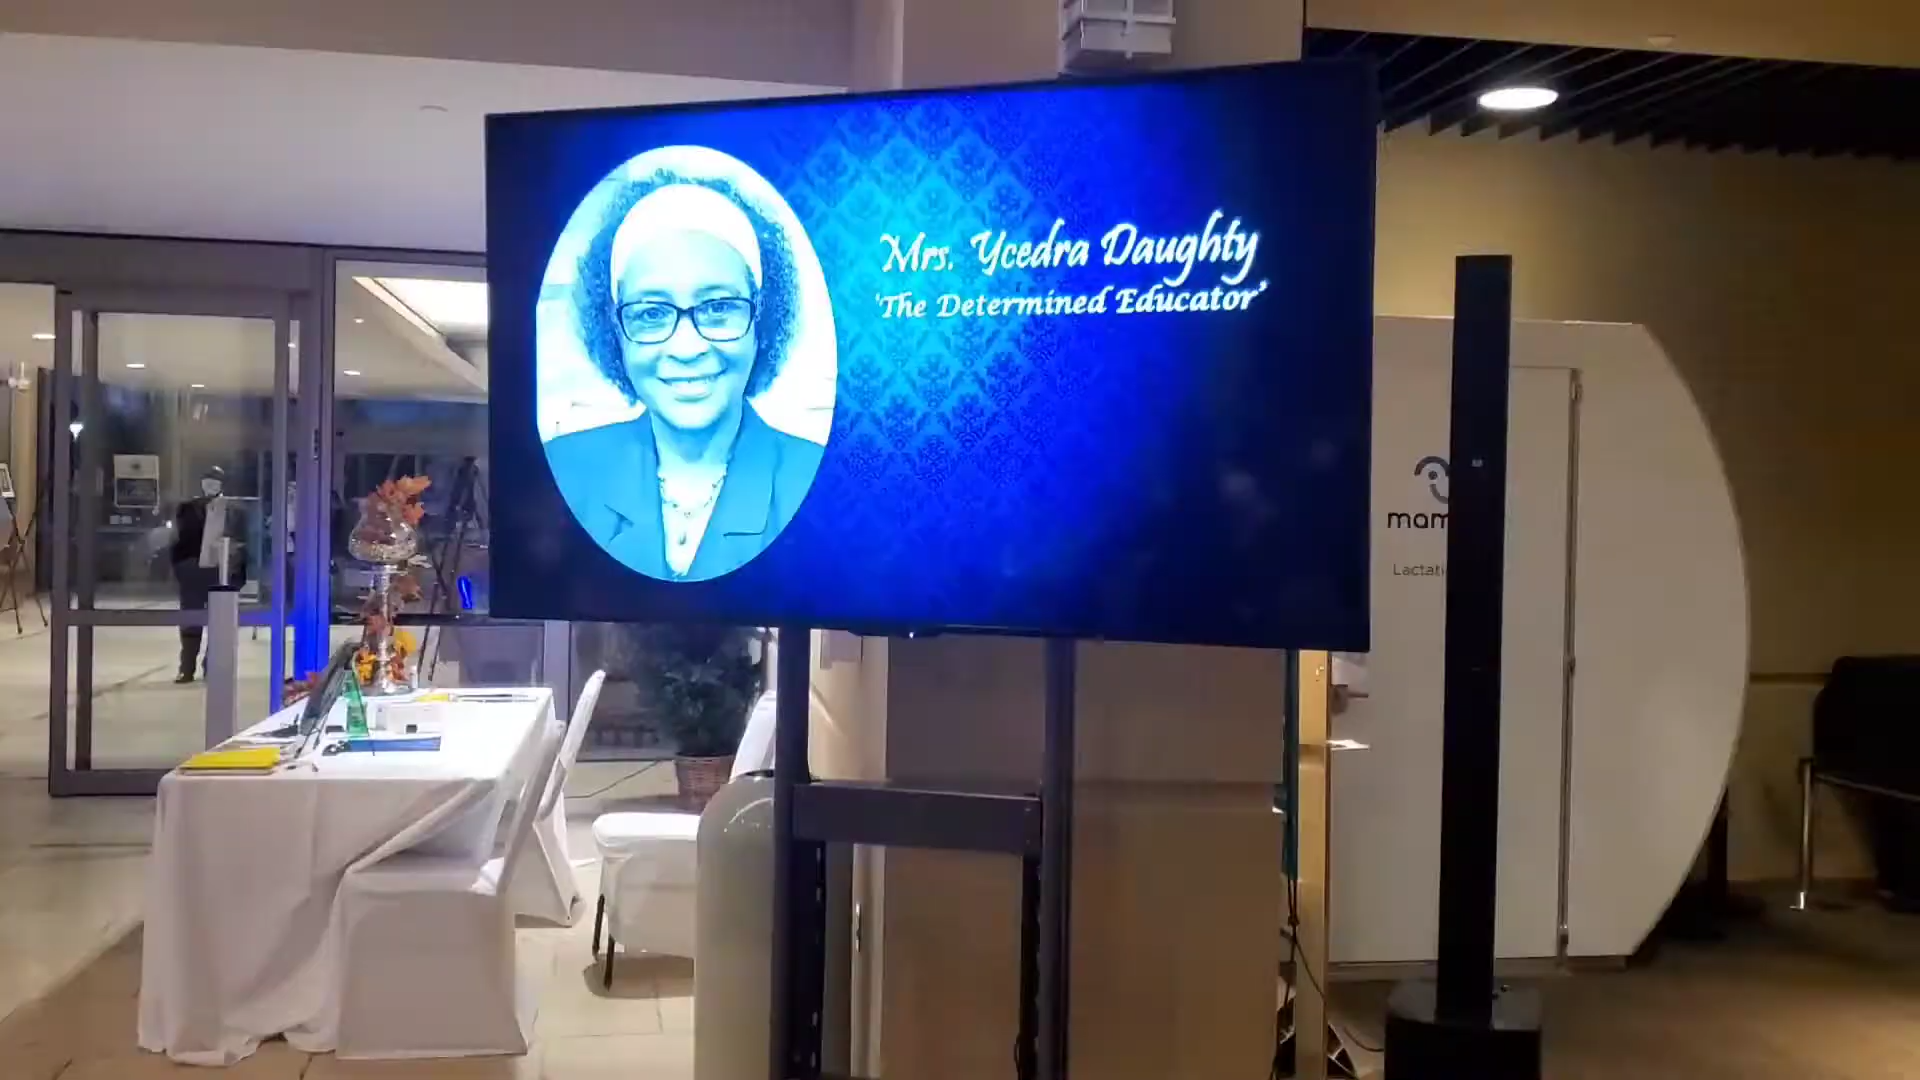 Mrs. Ycedra Daughty
'The Determined Educator'
mam
Lactati